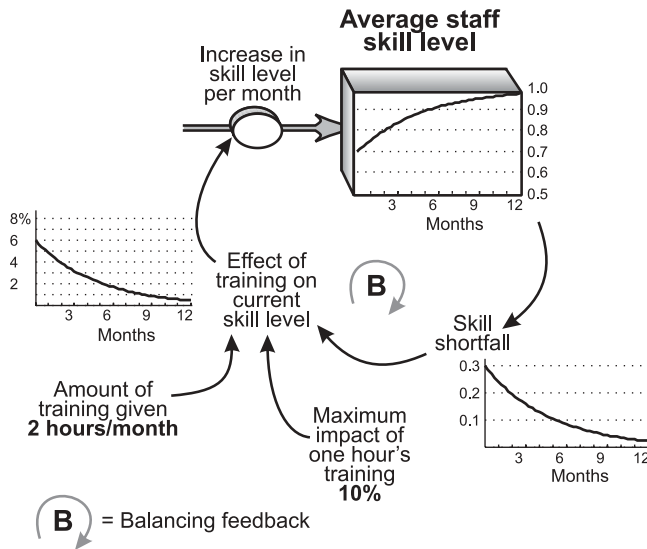 Average staff
skill level
Increase in
skill level
per month
1.0
0.9
0.8
0.7
0.6
0.5
3 6 9 12
Months
8%
6
4
2
3 6 9 12
Months
Effect of
training on
current
skill level
B
Skill
shortfall
0.3
0.2
0.1
3 6 9 12
Months
Amount of
training given
2 hours/month
Maximum
impact of
one hour's
training
10%
B = Balancing feedback